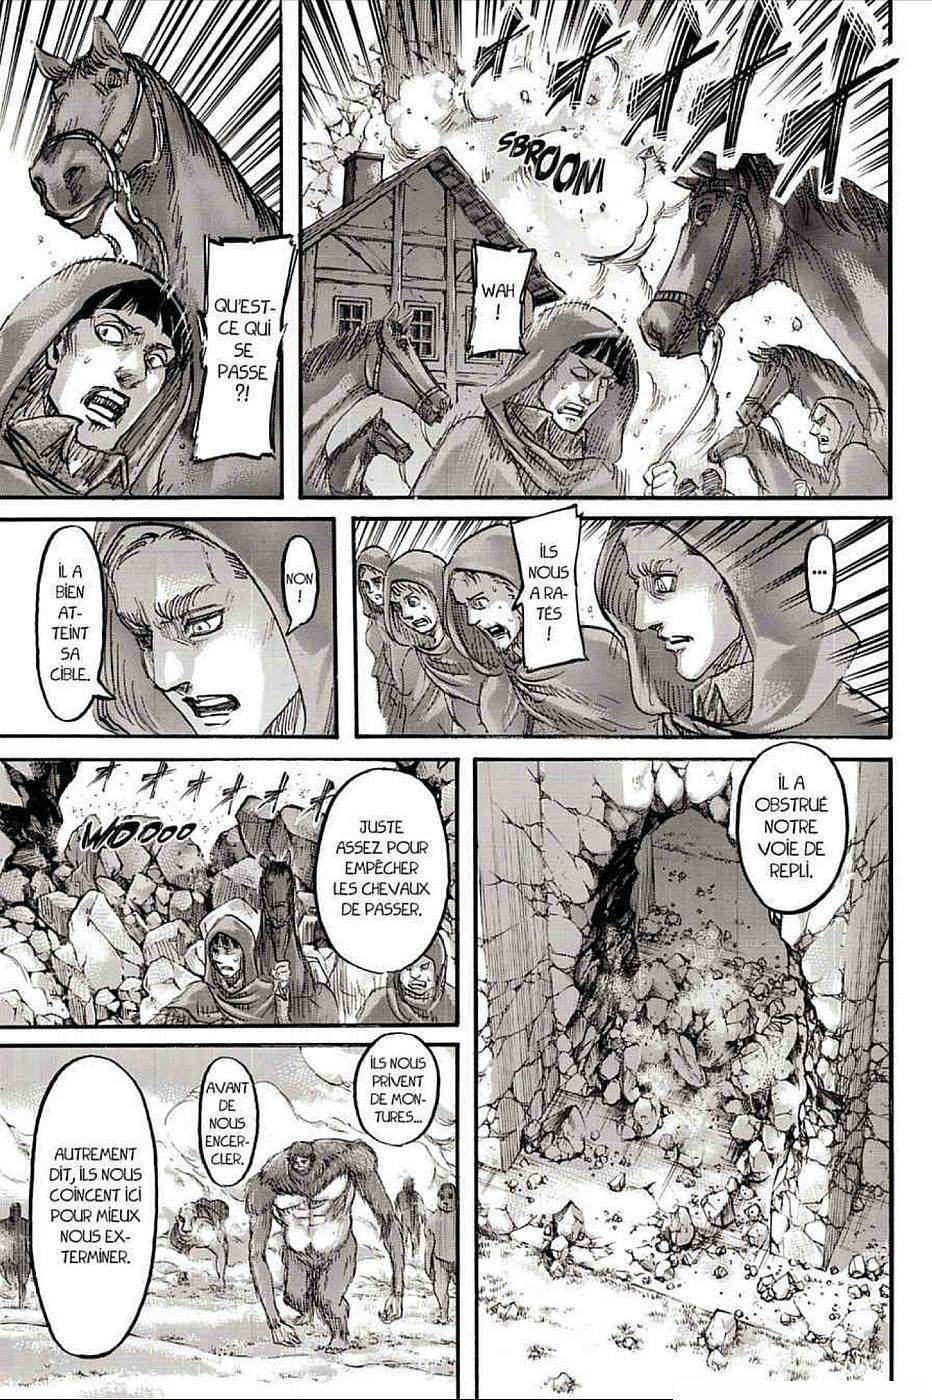 SBROOM
WAH
!
QU'EST-
CE QUI
SE
PASSE
?!
...
ILS
NOUS
A RA-
TÉS
!
NON
!
IL A
BIEN AT-
TEINT
SA
CIBLE.
IL A
OBSTRUÉ
NOTRE
VOIE DE
REPLI.
JUSTE
ASSEZ POUR
EMPÊCHER
LES CHEVAUX
DE PASSER.
WOOOO
ILS NOUS
PRIVENT
DE MON-
TURES...
AVANT
DE
NOUS
ENCER-
CLER.
AUTREMENT
DIT, ILS NOUS
COINCENT ICI
POUR MIEUX
NOUS EX-
TERMINER.